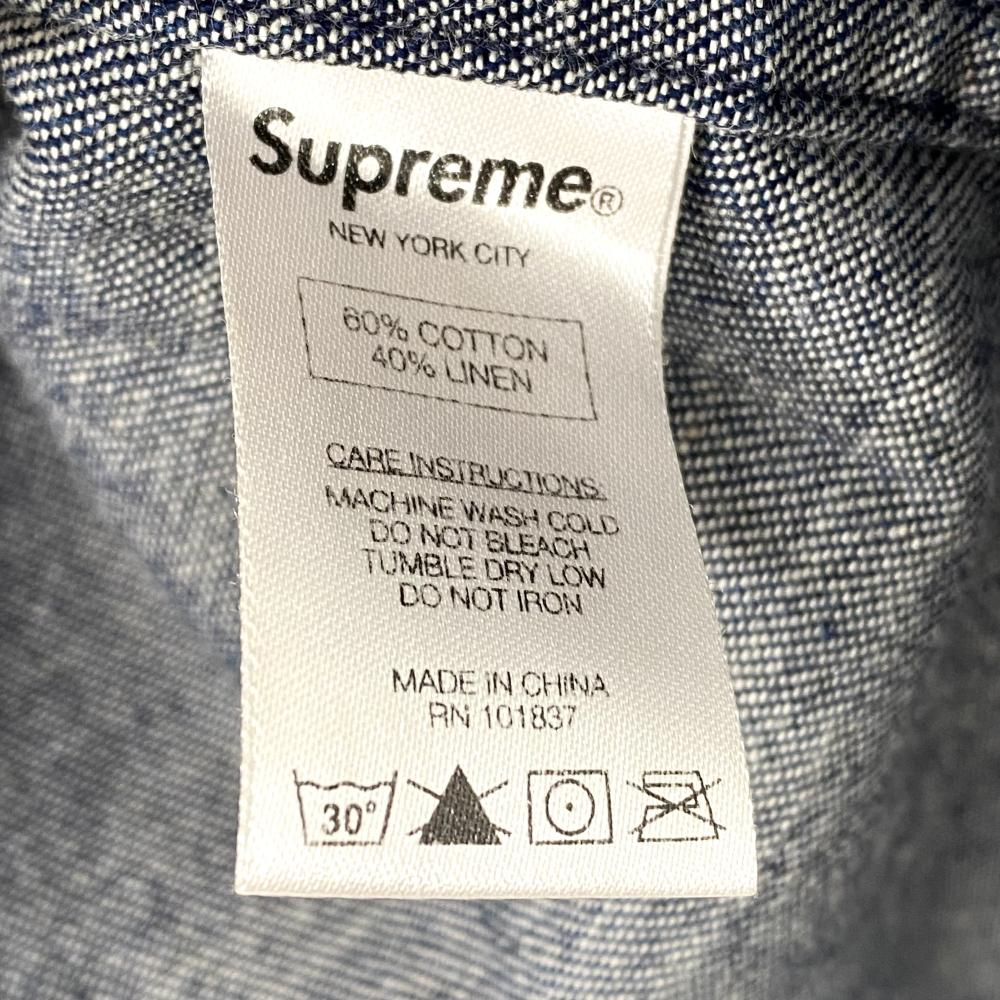 Supreme®
NEW YORK CITY
60% COTTON
40% LINEN
CARE INSTRUCTIONS:
MACHINE WASH COLD
DO NOT BLEACH
TUMBLE DRY LOW
DO NOT IRON
MADE IN CHINA
RN 101837
30°